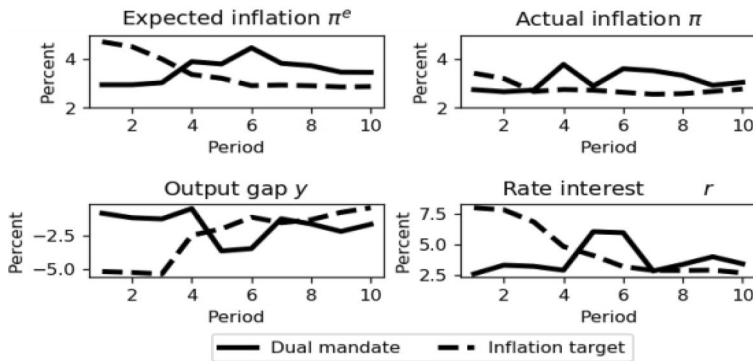 Expected inflation πᵉ
Actual inflation π
Percent
4
2
2 4 6 8 10
Period
Percent
4
2
2 4 6 8 10
Period
Output gap y
Rate interest r
Percent
−2.5
−5.0
2 4 6 8 10
Period
Percent
7.5
5.0
2.5
2 4 6 8 10
Period
Dual mandate
Inflation target